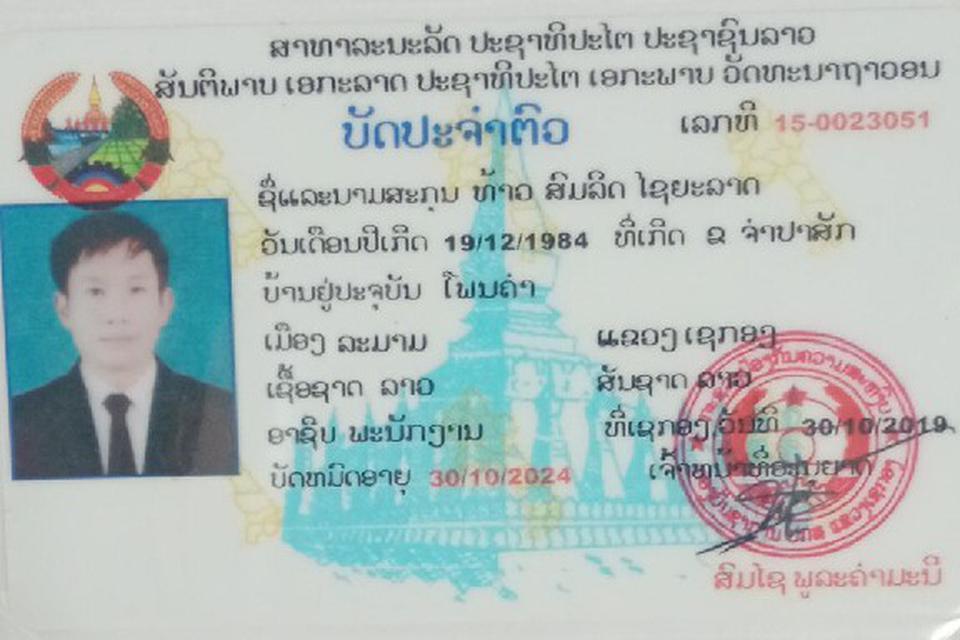 ສາທາລະນະລັດ ປະຊາທິປະໄຕ ປະຊາຊົນລາວ
ສັນຕິພາບ ເອກະລາດ ປະຊາທິປະໄຕ ເອກະພາບ ວັດທະນາຖາວອນ
ບັດປະຈຳຕົວ ເລກທີ 15-0023051
ຊື່ແລະນາມສະກຸນ ທ້າວ ສົມລິດ ໄຊຍະລາດ
ວັນເດືອນປີເກີດ 19/12/1984 ທີ່ເກີດ ຂ ຈຳປາສັກ
ບ້ານຢູ່ປະຈຸບັນ ໂພນຄຳ
ເມືອງ ລະມາມ ແຂວງ ເຊກອງ
ເຊື້ອຊາດ ລາວ ສັນຊາດ ລາວ
ອາຊີບ ພະນັກງານ ທີ່ເຊກອງ ວັນທີ 30/10/2019
ບັດຫມົດອາຍຸ 30/10/2024 ເຈົ້າຫນ້າທີ່ອະນຸຍາດ
ສົມໄຊ ພູລະຄຳມະນີ